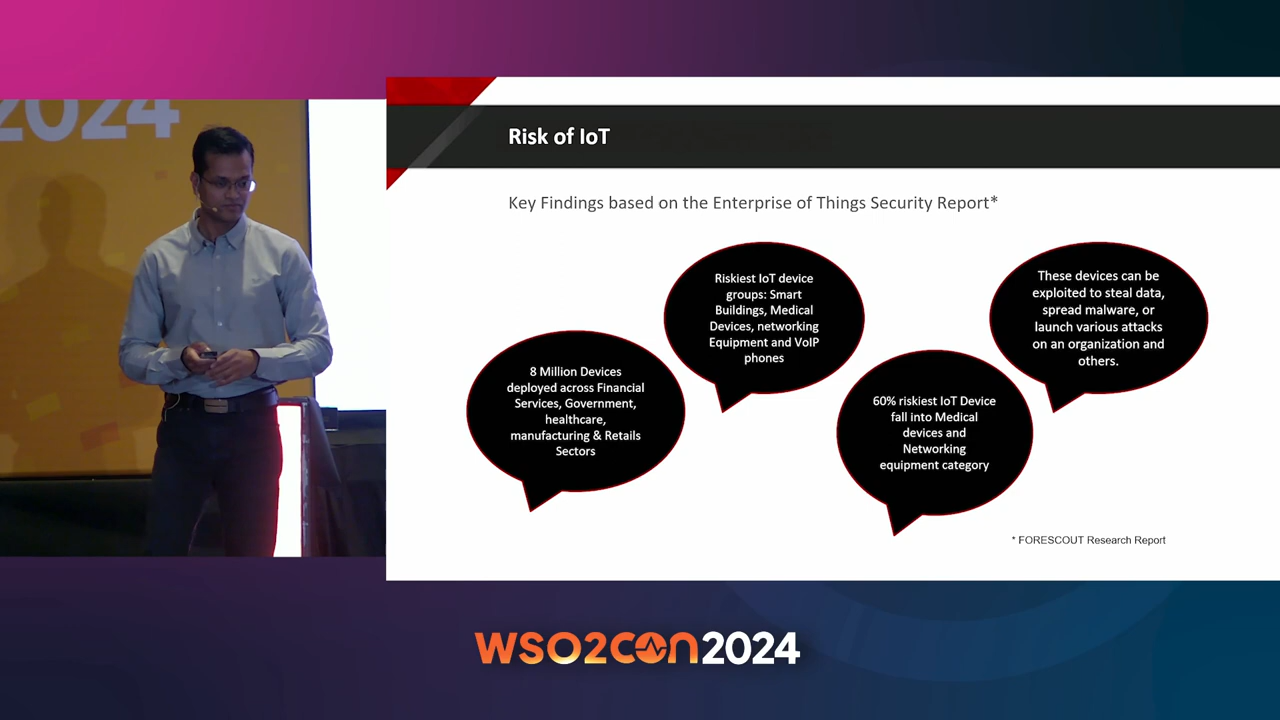 2024
Risk of IoT
Key Findings based on the Enterprise of Things Security Report*
8 Million Devices
deployed across Financial
Services, Government,
healthcare,
manufacturing & Retails
Sectors
Riskiest IoT device
groups: Smart
Buildings, Medical
Devices, networking
Equipment and VoIP
phones
60% riskiest IoT Device
fall into Medical
devices and
Networking
equipment category
These devices can be
exploited to steal data,
spread malware, or
launch various attacks
on an organization and
others.
* FORESCOUT Research Report
WSO2CON2024